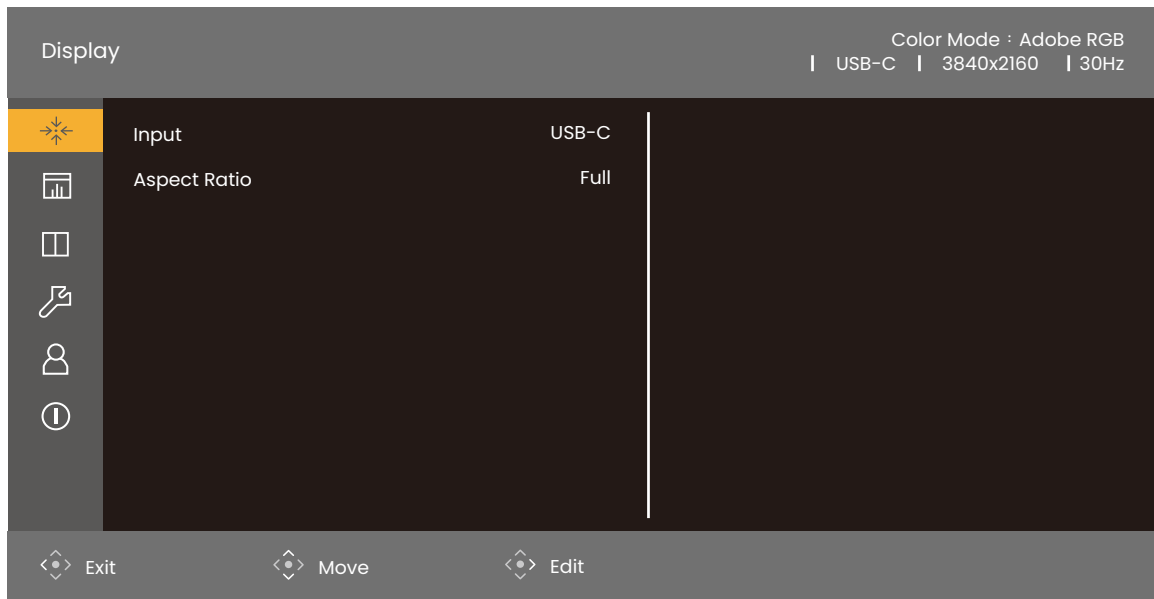 Display
Color Mode : Adobe RGB
| USB-C | 3840x2160 | 30Hz
Input USB-C
Aspect Ratio Full
Exit Move Edit